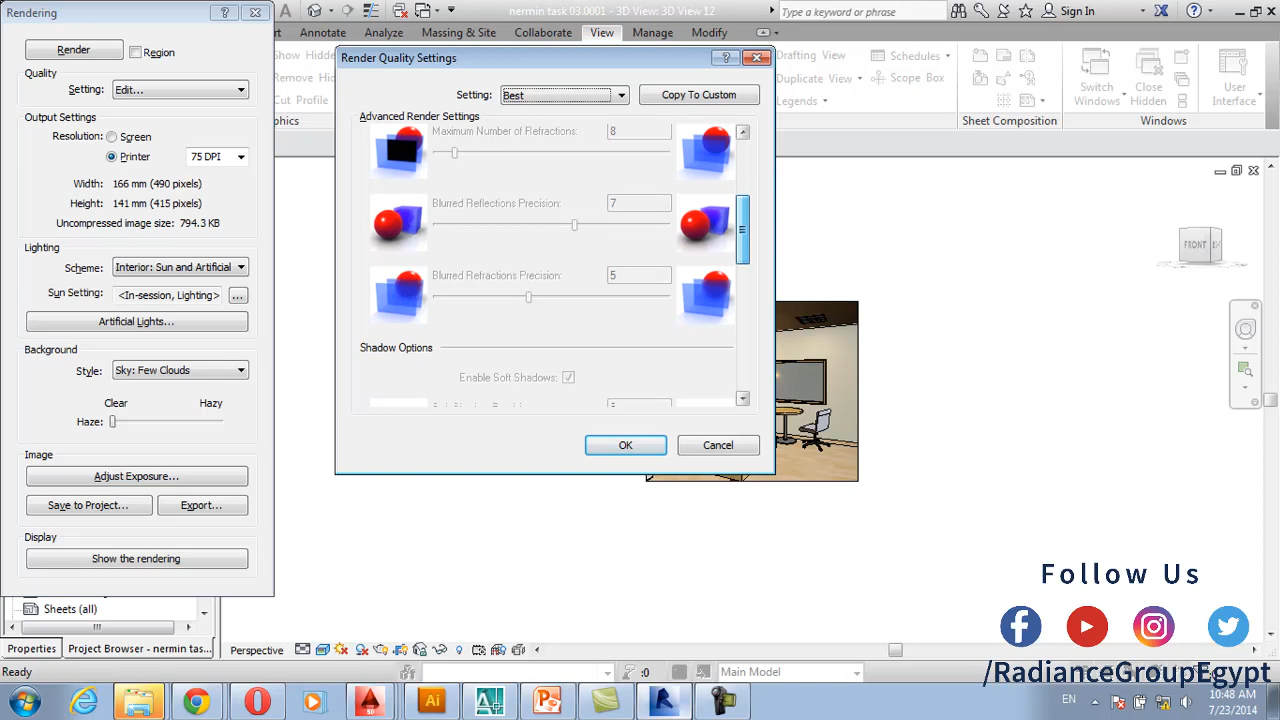 Rendering
nermin task 03.0001 - 3D View: 3D View 12
Type a keyword or phrase
Sign In
Annotate
Analyze
Massing & Site
Collaborate
View
Manage
Modify
Show Hidden
Remove Hidden
Cut Profile
Drafting View
Duplicate View
Legends
Schedules
Scope Box
Sheet Composition
Switch
Windows
Close
Hidden
User
Interface
Windows
Render
Region
Quality
Setting:
Edit...
Output Settings
Resolution:
Screen
Printer
75 DPI
Width:
166 mm (490 pixels)
Height:
141 mm (415 pixels)
Uncompressed image size:
794.3 KB
Lighting
Scheme:
Interior: Sun and Artificial
Sun Setting:
<In-session, Lighting>
...
Artificial Lights...
Background
Style:
Sky: Few Clouds
Clear
Hazy
Haze:
Image
Adjust Exposure...
Save to Project...
Export...
Display
Show the rendering
Render Quality Settings
Setting:
Best
Copy To Custom
Advanced Render Settings
Maximum Number of Refractions:
8
Blurred Reflections Precision:
7
Blurred Refractions Precision:
5
Shadow Options
Enable Soft Shadows:
OK
Cancel
FRONT
Sheets (all)
Properties
Project Browser - nermin tas...
Perspective
Ready
:0
Main Model
Follow Us
/RadianceGroupEgypt
EN
10:48 AM
7/23/2014